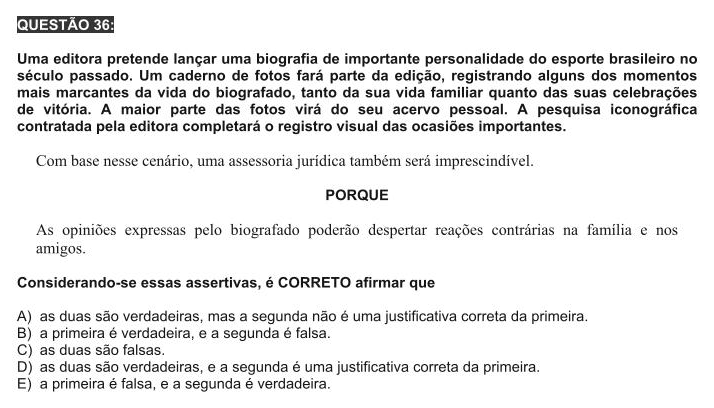 QUESTÃO 36:
Uma editora pretende lançar uma biografia de importante personalidade do esporte brasileiro no
século passado. Um caderno de fotos fará parte da edição, registrando alguns dos momentos
mais marcantes da vida do biografado, tanto da sua vida familiar quanto das suas celebrações
de vitória. A maior parte das fotos virá do seu acervo pessoal. A pesquisa iconográfica
contratada pela editora completará o registro visual das ocasiões importantes.
Com base nesse cenário, uma assessoria jurídica também será imprescindível.
PORQUE
As opiniões expressas pelo biografado poderão despertar reações contrárias na família e nos
amigos.
Considerando-se essas assertivas, é CORRETO afirmar que
A) as duas são verdadeiras, mas a segunda não é uma justificativa correta da primeira.
B) a primeira é verdadeira, e a segunda é falsa.
C) as duas são falsas.
D) as duas são verdadeiras, e a segunda é uma justificativa correta da primeira.
E) a primeira é falsa, e a segunda é verdadeira.